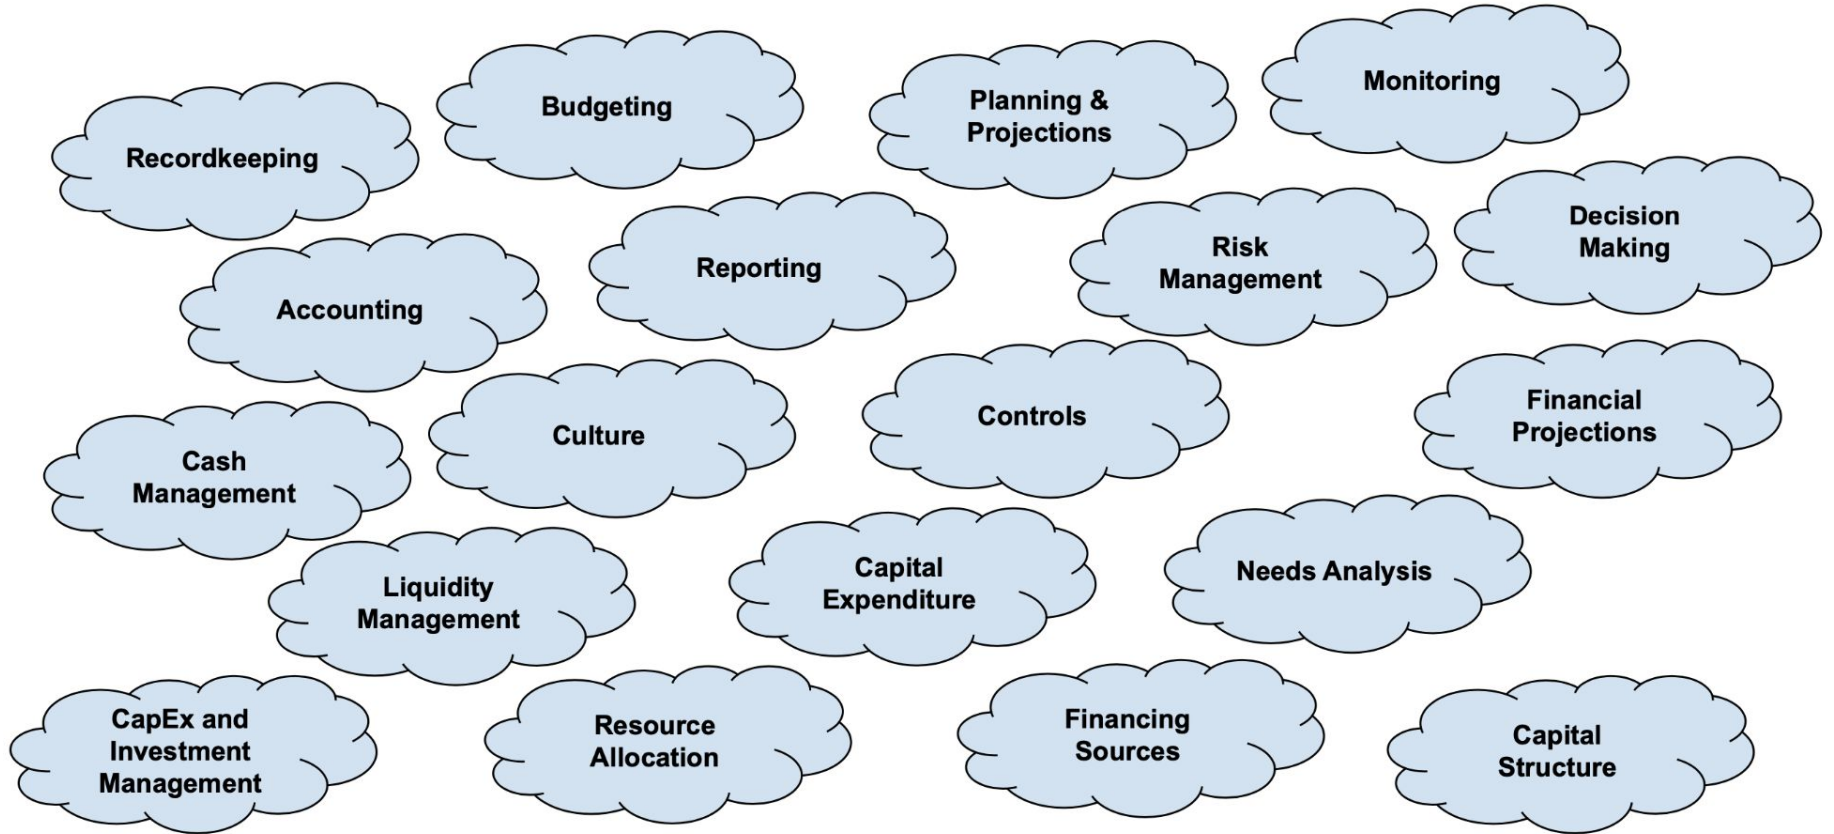 Recordkeeping
Budgeting
Planning &
Projections
Monitoring
Accounting
Reporting
Risk
Management
Decision
Making
Cash
Management
Culture
Controls
Financial
Projections
Liquidity
Management
Capital
Expenditure
Needs Analysis
CapEx and
Investment
Management
Resource
Allocation
Financing
Sources
Capital
Structure